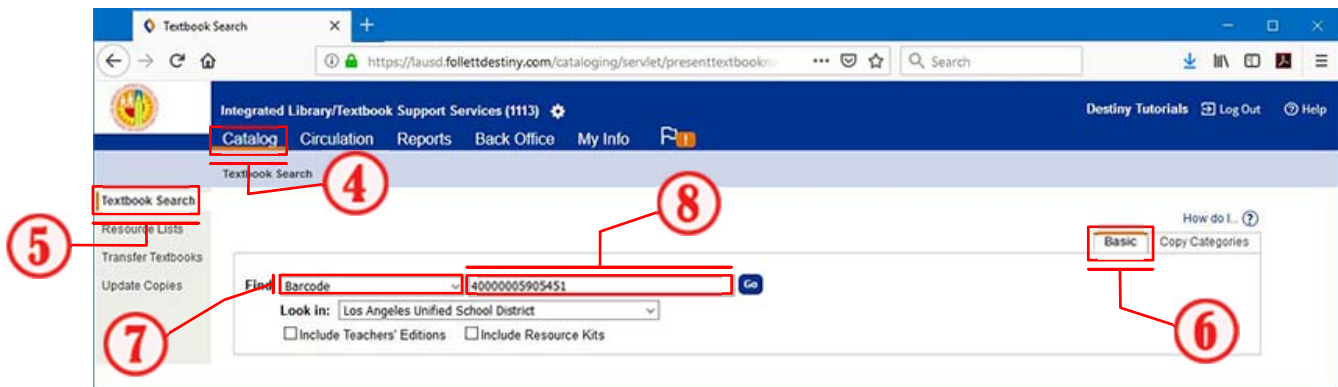 Textbook Search
https://lausd.follettdestiny.com/cataloging/servlet/presenttextbookn
Search
Integrated Library/Textbook Support Services (1113)
Destiny Tutorials Log Out ? Help
Catalog Circulation Reports Back Office My Info !
Textbook Search
4
8
Textbook Search
How do I... ?
5
Resource Lists
Basic Copy Categories
Transfer Textbooks
Update Copies
Find Barcode 40000005905451 Go
Look in: Los Angeles Unified School District
7
6
Include Teachers' Editions Include Resource Kits